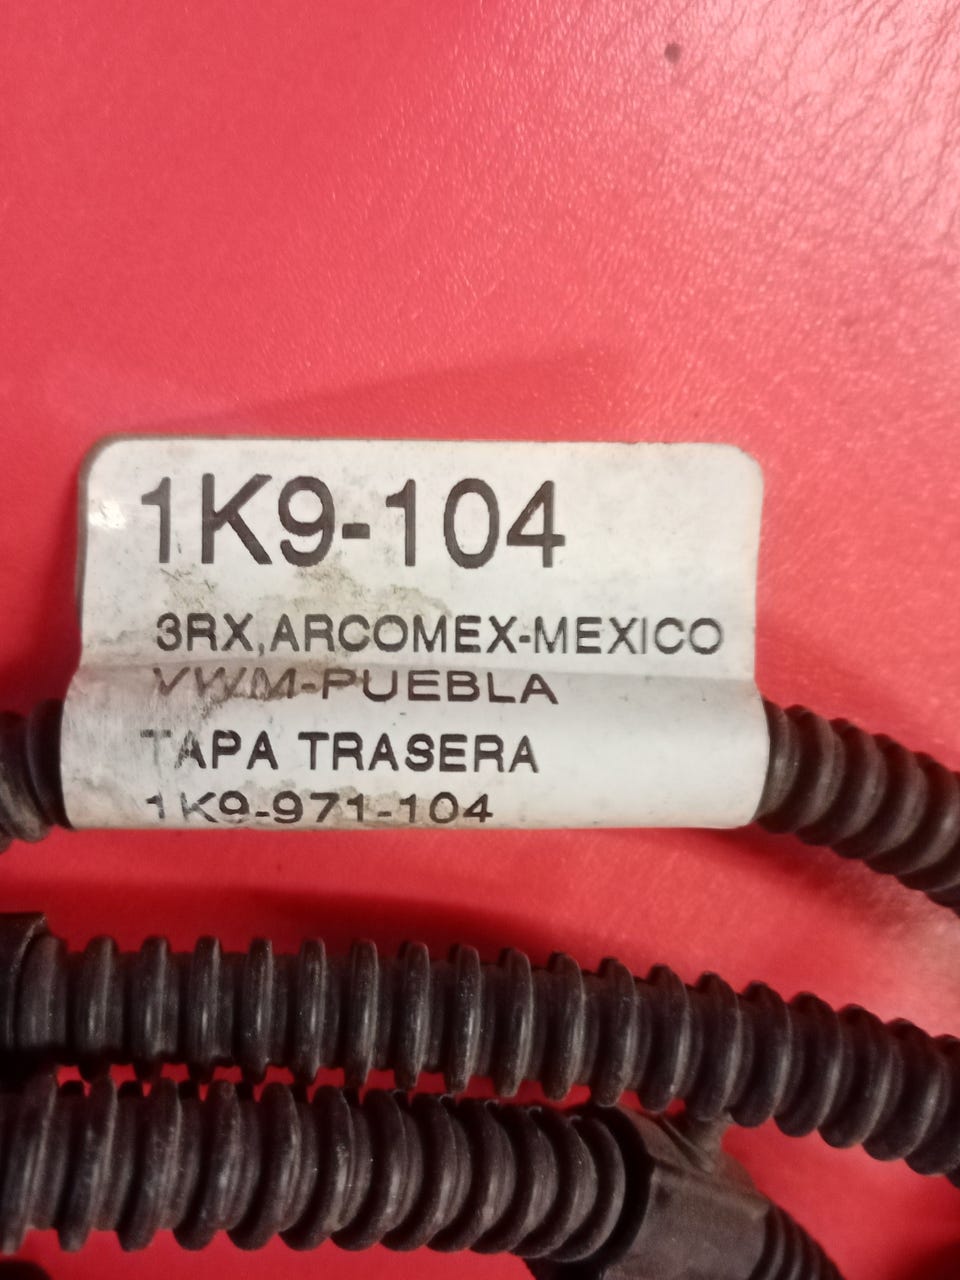 1K9-104
3RX,ARCOMEX-MEXICO
VWM-PUEBLA
TAPA TRASERA
1K9-971-104